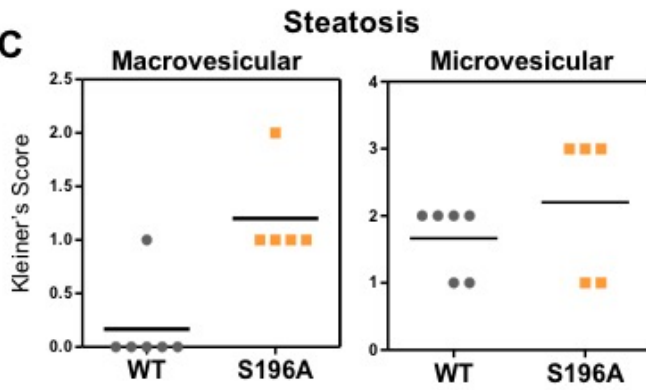 C
Steatosis
Macrovesicular
Microvesicular
Kleiner's Score
2.5
2.0
1.5
1.0
0.5
0.0
WT
S196A
4
3
2
1
0
WT
S196A